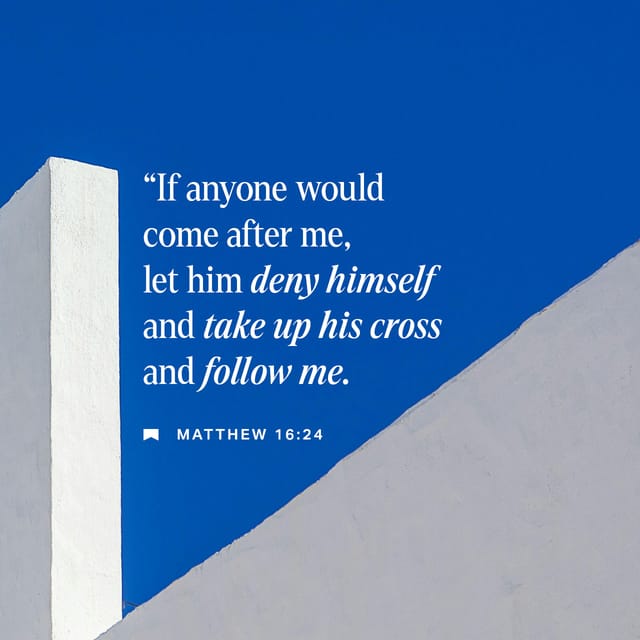 “If anyone would
come after me,
let him deny himself
and take up his cross
and follow me.
MATTHEW 16:24